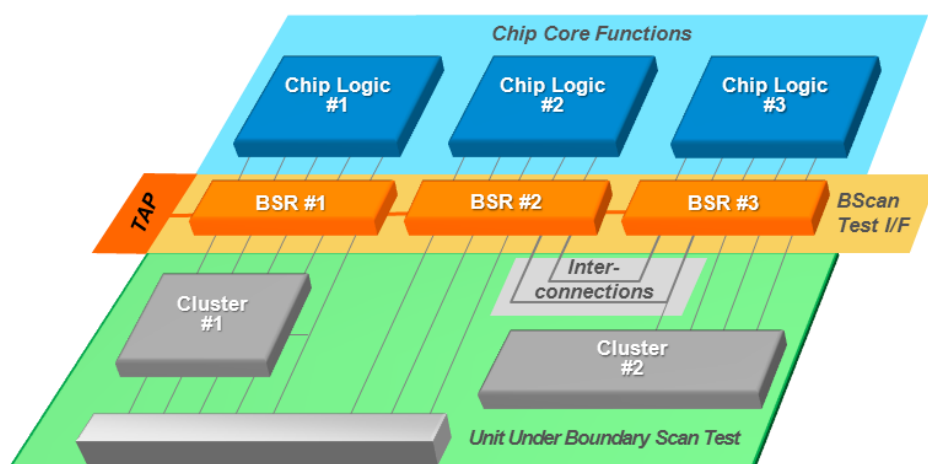 Chip Core Functions
Chip Logic
#1
Chip Logic
#2
Chip Logic
#3
TAP
BSR #1
BSR #2
BSR #3
BScan
Test I/F
Inter-
connections
Cluster
#1
Cluster
#2
Unit Under Boundary Scan Test